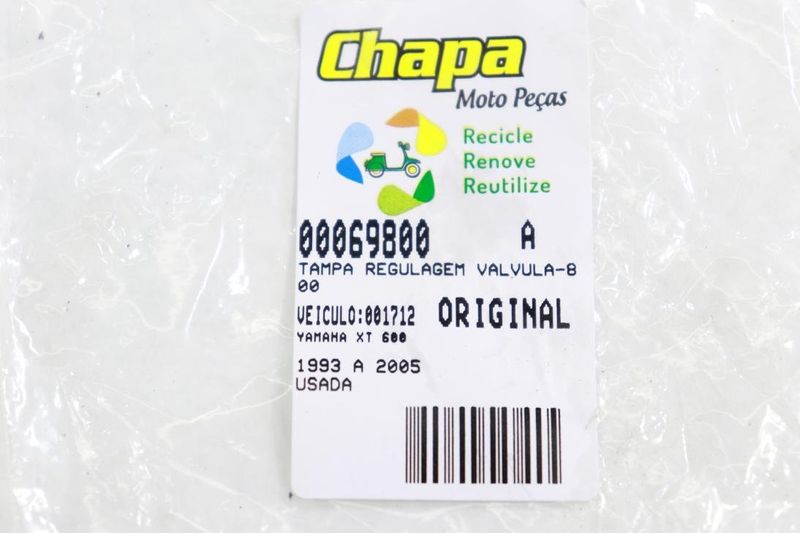 Chapa
Moto Peças
Recicle
Renove
Reutilize
00069800 A
TAMPA REGULAGEM VALVULA-8
00
VEICULO:001712 ORIGINAL
YAMAHA XT 600
1993 A 2005
USADA